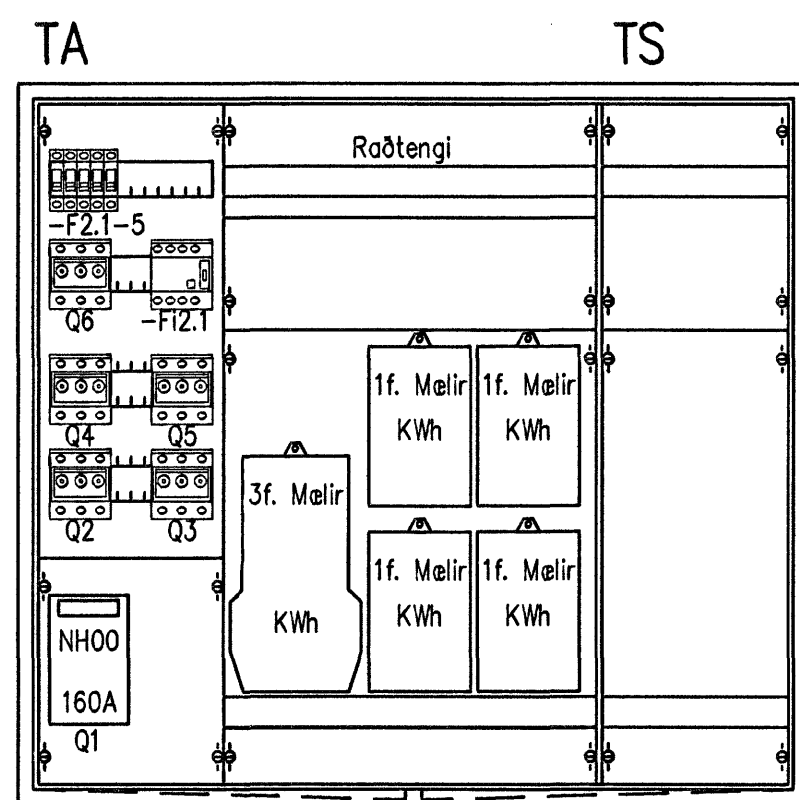 TA
TS
Raðtengi
-F2.1-5
Q6
-Fi2.1
1f. Mælir
KWh
1f. Mælir
KWh
Q4
Q5
3f. Mælir
KWh
Q2
Q3
1f. Mælir
KWh
1f. Mælir
KWh
NH00
160A
Q1